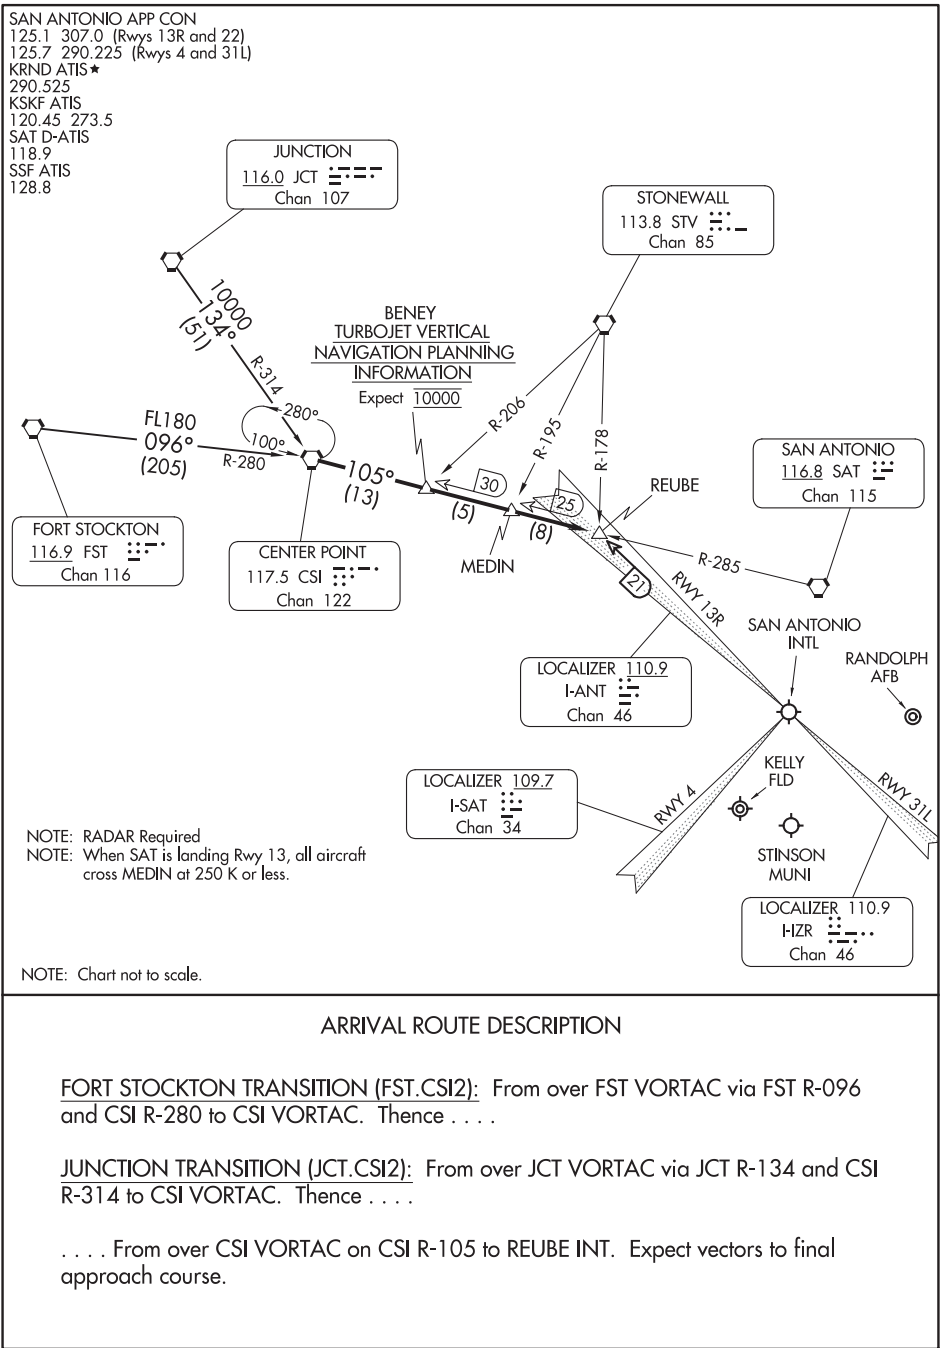 SAN ANTONIO APP CON
125.1 307.0 (Rwys 13R and 22)
125.7 290.225 (Rwys 4 and 31L)
KRND ATIS★
290.525
KSKF ATIS
120.45 273.5
SAT D-ATIS
118.9
SSF ATIS
128.8
JUNCTION
116.0 JCT
Chan 107
STONEWALL
113.8 STV
Chan 85
10000
134°
(51)
R-314
BENEY
TURBOJET VERTICAL
NAVIGATION PLANNING
INFORMATION
Expect 10000
R-206
R-195
R-178
FL180
096°
(205)
R-280
280°
100°
105°
(13)
30
(5)
25
(8)
REUBE
MEDIN
SAN ANTONIO
116.8 SAT
Chan 115
FORT STOCKTON
116.9 FST
Chan 116
CENTER POINT
117.5 CSI
Chan 122
R-285
21
RWY 13R
SAN ANTONIO
INTL
RANDOLPH
AFB
LOCALIZER 110.9
I-ANT
Chan 46
LOCALIZER 109.7
I-SAT
Chan 34
RWY 4
KELLY
FLD
RWY 31L
STINSON
MUNI
LOCALIZER 110.9
I-IZR
Chan 46
NOTE: RADAR Required
NOTE: When SAT is landing Rwy 13, all aircraft
cross MEDIN at 250 K or less.
NOTE: Chart not to scale.
ARRIVAL ROUTE DESCRIPTION
FORT STOCKTON TRANSITION (FST.CSI2): From over FST VORTAC via FST R-096
and CSI R-280 to CSI VORTAC. Thence . . . .
JUNCTION TRANSITION (JCT.CSI2): From over JCT VORTAC via JCT R-134 and CSI
R-314 to CSI VORTAC. Thence . . . .
. . . . From over CSI VORTAC on CSI R-105 to REUBE INT. Expect vectors to final
approach course.